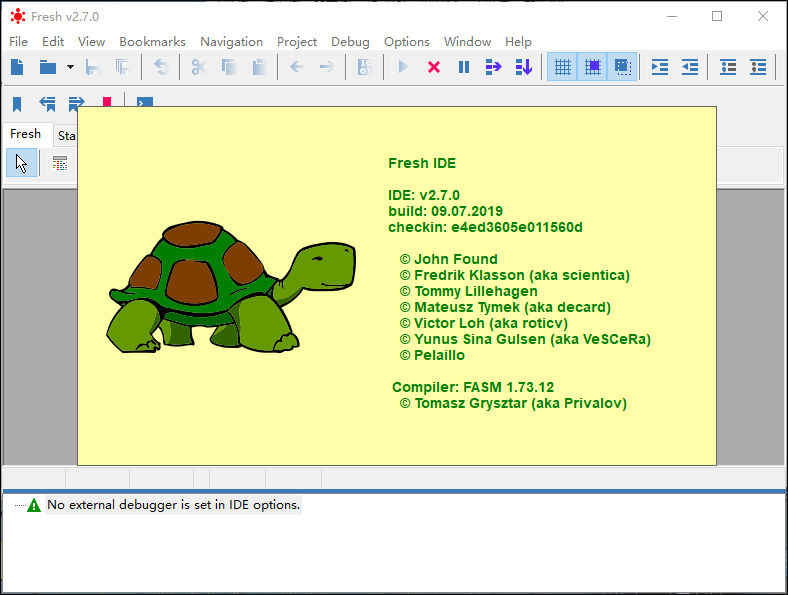 Fresh v2.7.0
File Edit View Bookmarks Navigation Project Debug Options Window Help
Fresh Sta
Fresh IDE
IDE: v2.7.0
build: 09.07.2019
checkin: e4ed3605e011560d
© John Found
© Fredrik Klasson (aka scientica)
© Tommy Lillehagen
© Mateusz Tymek (aka decard)
© Victor Loh (aka roticv)
© Yunus Sina Gulsen (aka VeSCeRa)
© Pelaillo
Compiler: FASM 1.73.12
© Tomasz Grysztar (aka Privalov)
No external debugger is set in IDE options.